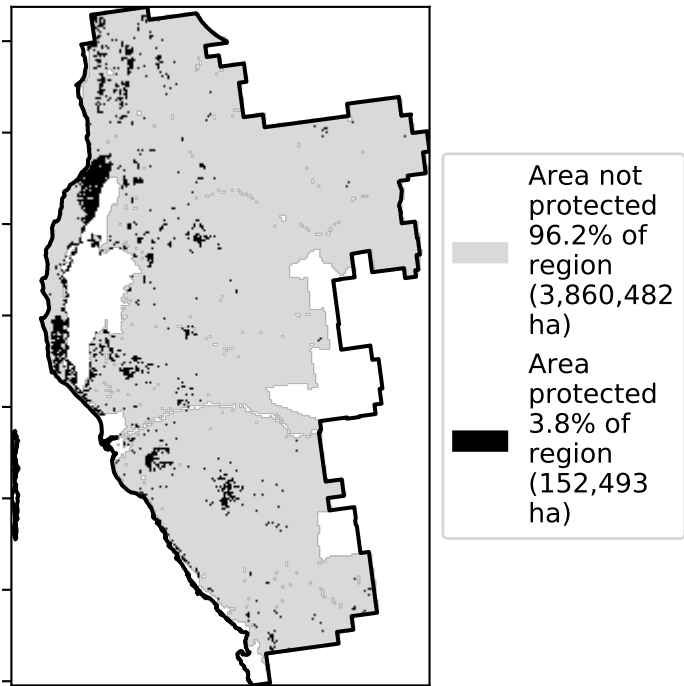 Area not
protected
96.2% of
region
(3,860,482
ha)
Area
protected
3.8% of
region
(152,493
ha)